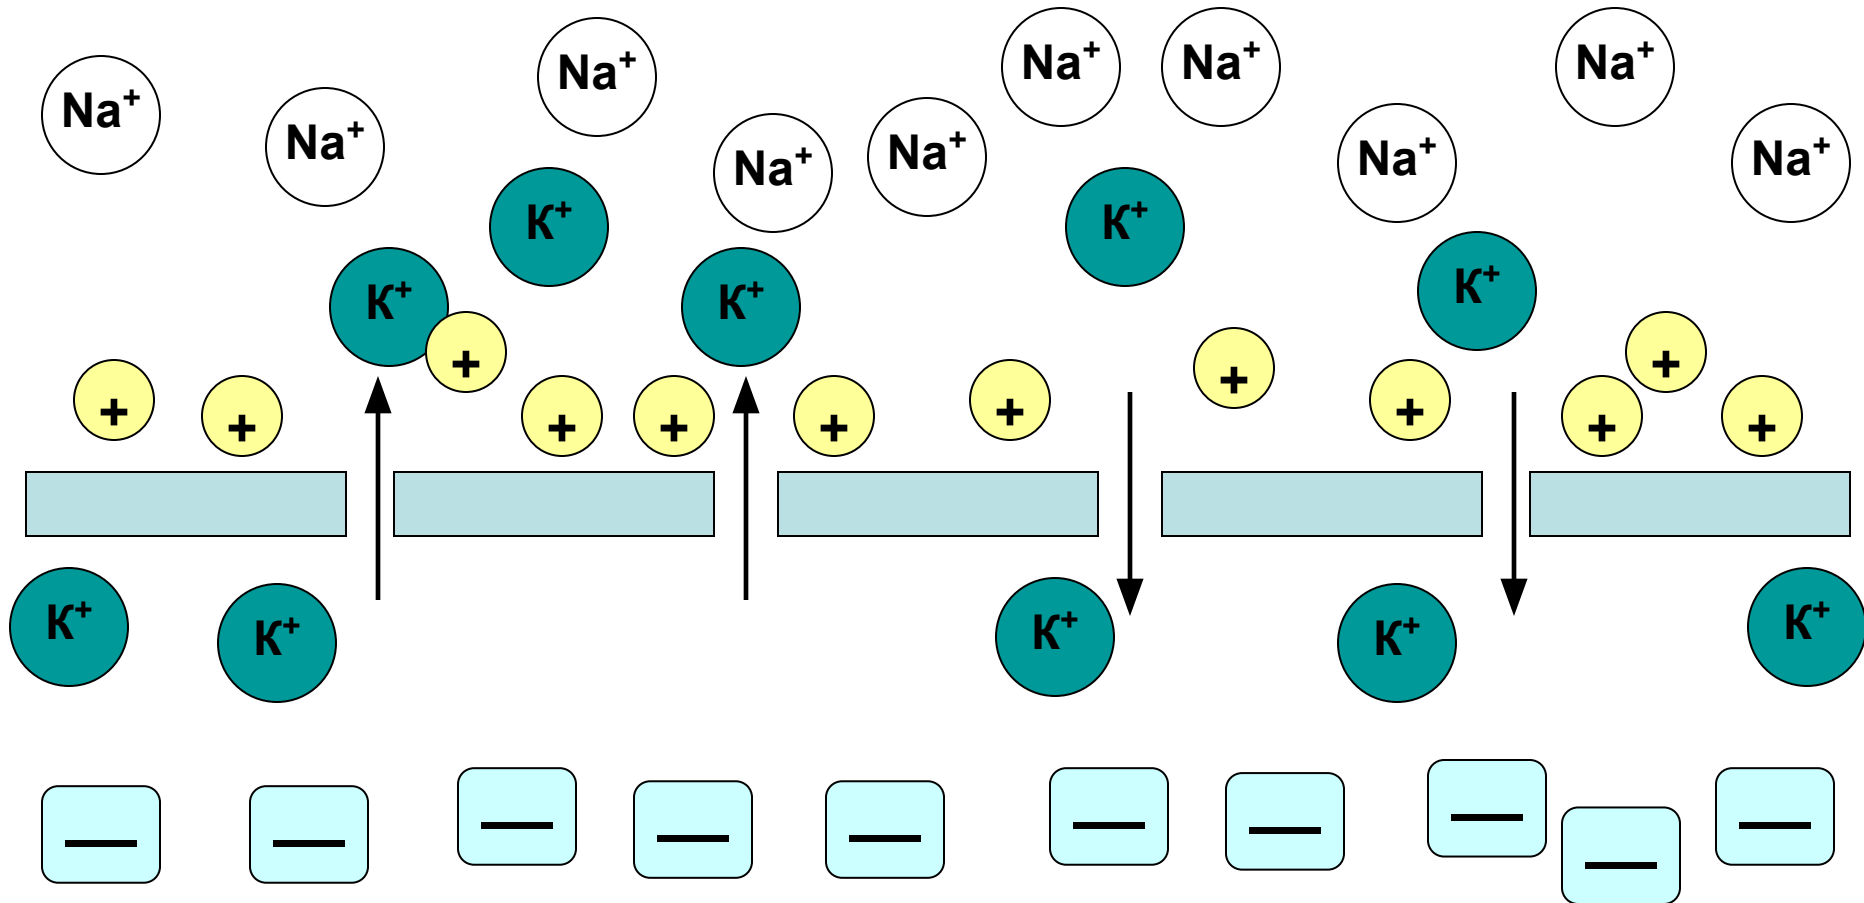 Na⁺ Na⁺ Na⁺ Na⁺ Na⁺ Na⁺ Na⁺ Na⁺ Na⁺ Na⁺
К⁺ К⁺ К⁺ К⁺ К⁺
+ + + + + + + + + + + +
К⁺ К⁺ К⁺ К⁺ К⁺
— — — — — — — — — —